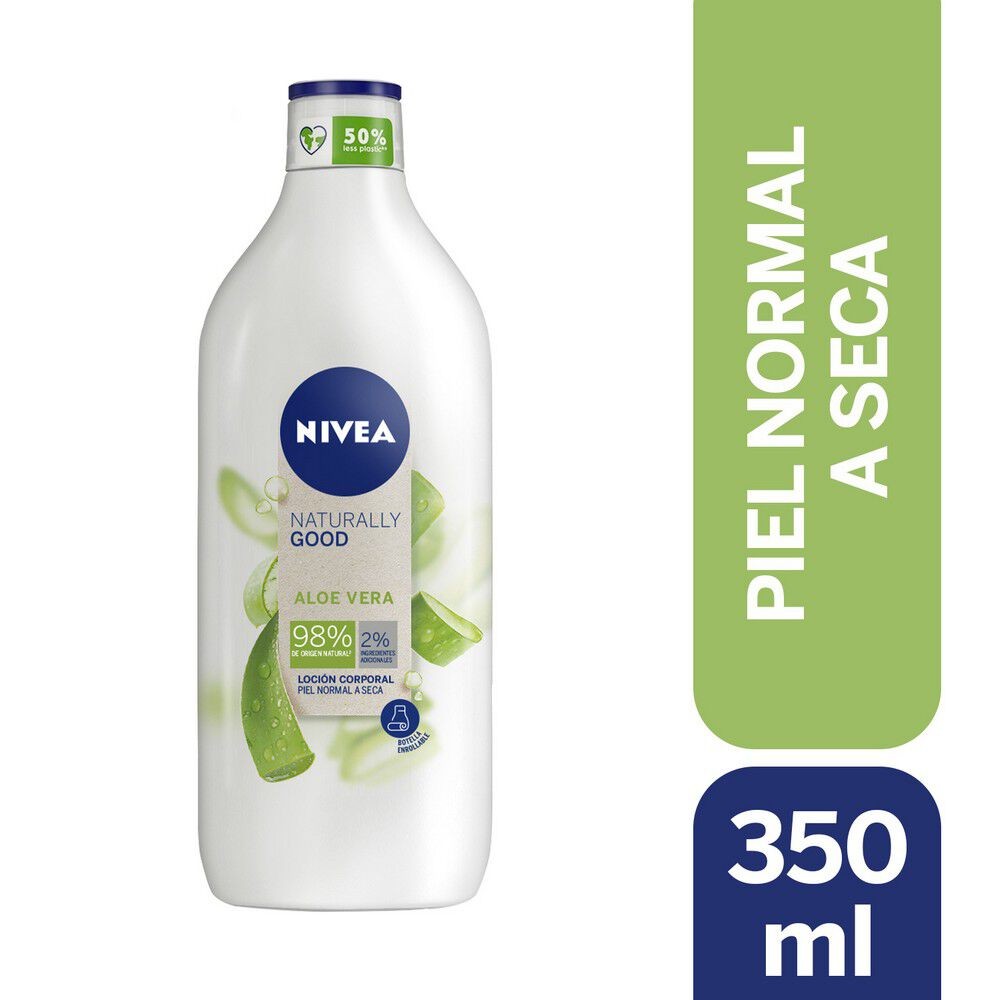 50%
less plastic**
NIVEA
NATURALLY
GOOD
ALOE VERA
98%
DE ORIGEN NATURAL²
2%
INGREDIENTES
ADICIONALES
LOCIÓN CORPORAL
PIEL NORMAL A SECA
BOTELLA
ENROLLABLE
PIEL NORMAL
A SECA
350
ml